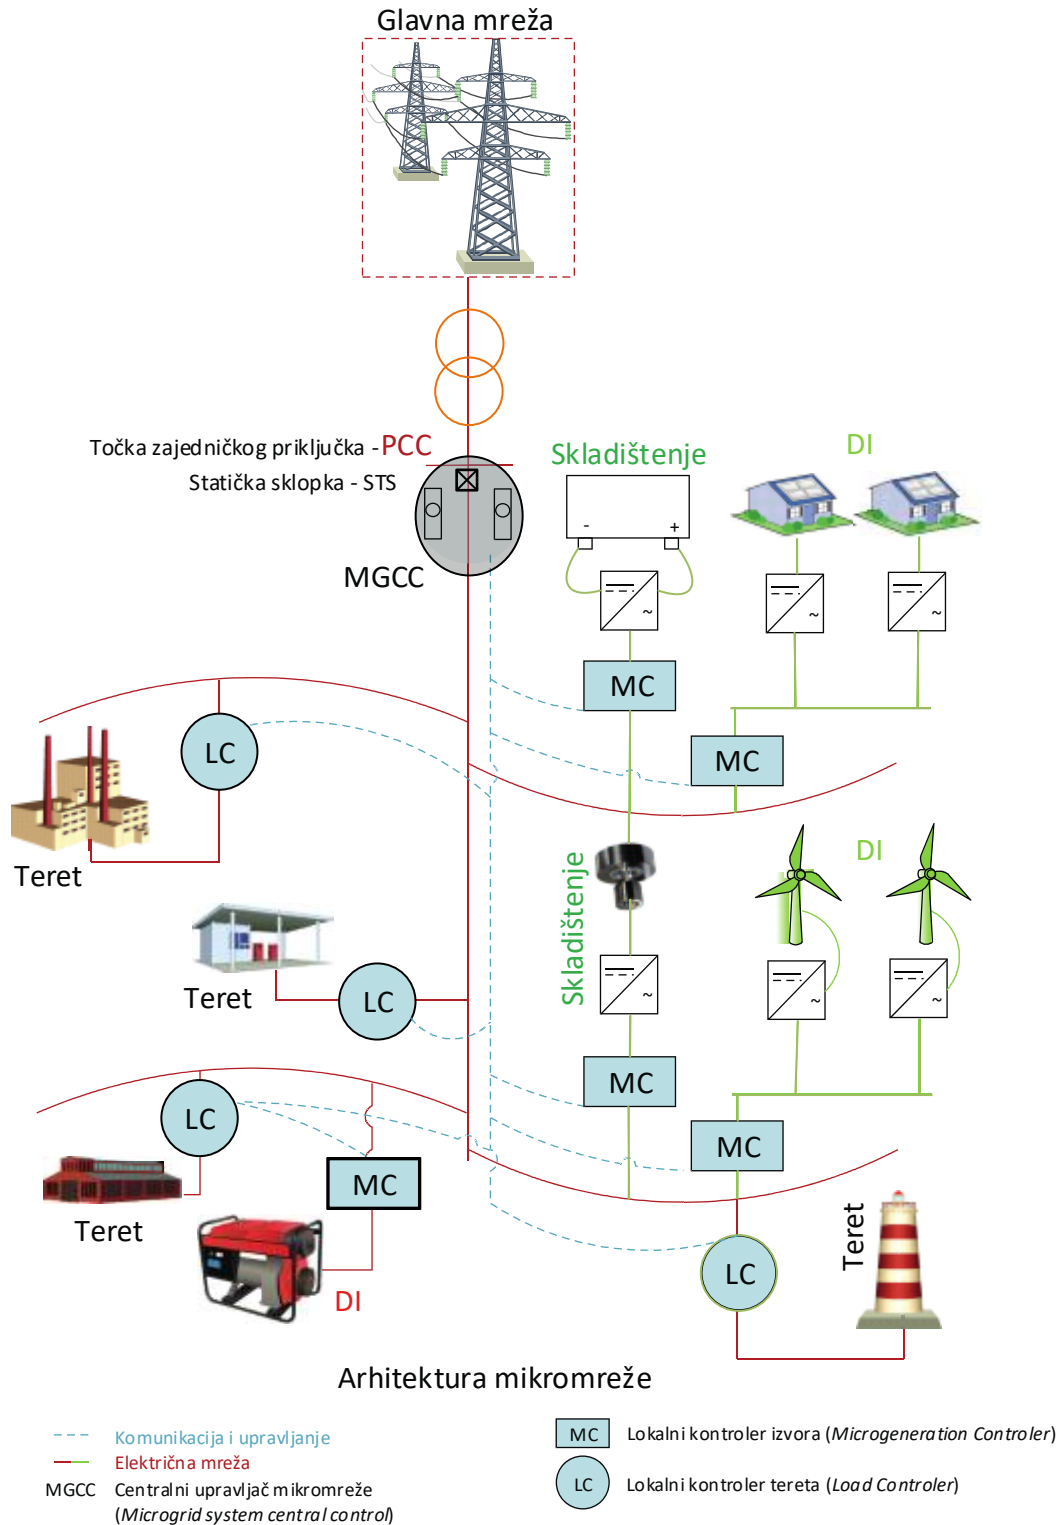 Glavna mreža
Točka zajedničkog priključka - PCC
Statička sklopka - STS
MGCC
Skladištenje
- +
DI
~
~
~
MC
LC
MC
Teret
Skladištenje
DI
Teret
LC
~
~
~
MC
LC
MC
MC
Teret
DI
LC
Teret
Arhitektura mikromreže
Komunikacija i upravljanje
Električna mreža
MGCC Centralni upravljač mikromreže
(Microgrid system central control)
MC Lokalni kontroler izvora (Microgeneration Controler)
LC Lokalni kontroler tereta (Load Controler)